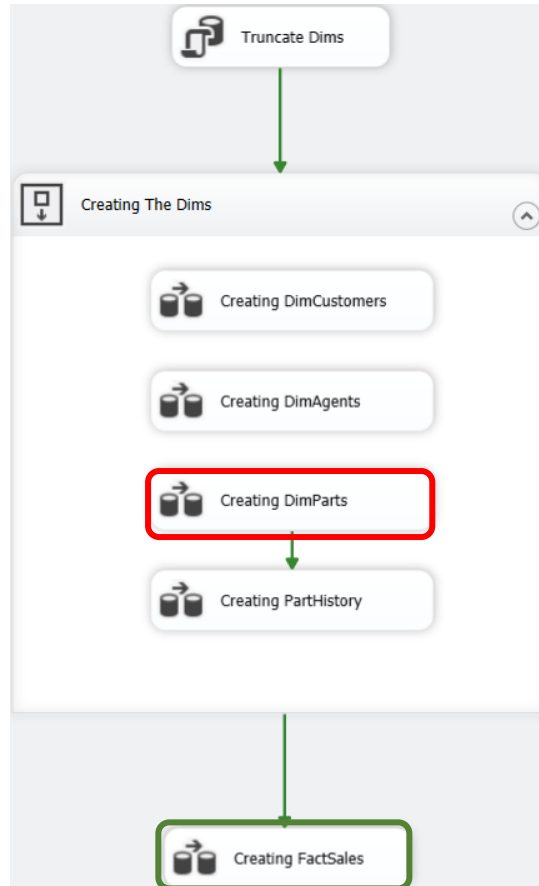 Truncate Dims
Creating The Dims
Creating DimCustomers
Creating DimAgents
Creating DimParts
Creating PartHistory
Creating FactSales